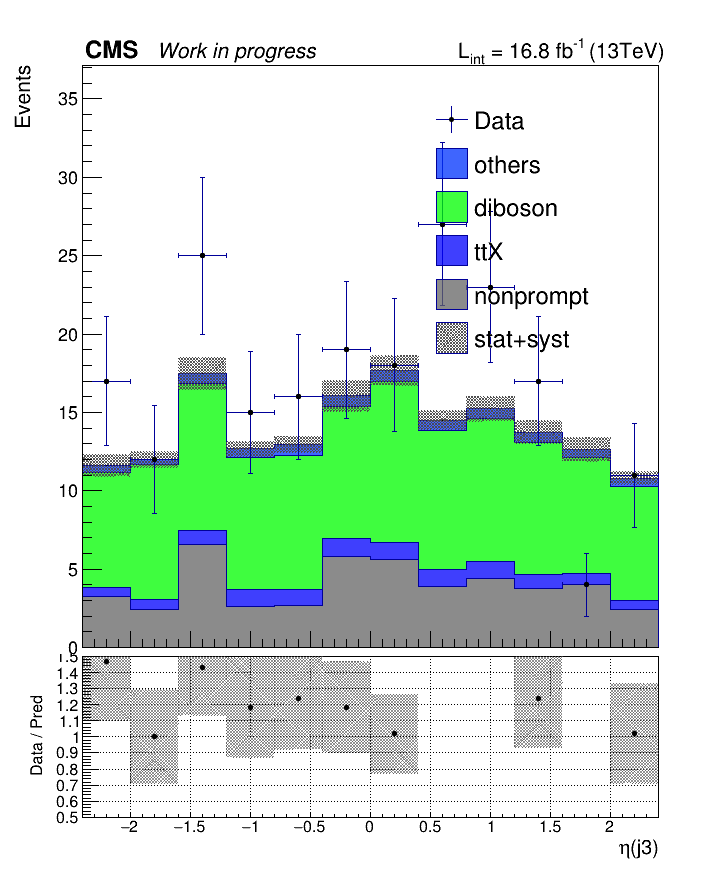 CMS Work in progress L_int = 16.8 fb^-1 (13TeV)
Events
35
30
25
20
15
10
5
0
Data
others
diboson
ttX
nonprompt
stat+syst
Data / Pred
1.5
1.4
1.3
1.2
1.1
1
0.9
0.8
0.7
0.6
0.5
−2 −1.5 −1 −0.5 0 0.5 1 1.5 2
η(j3)